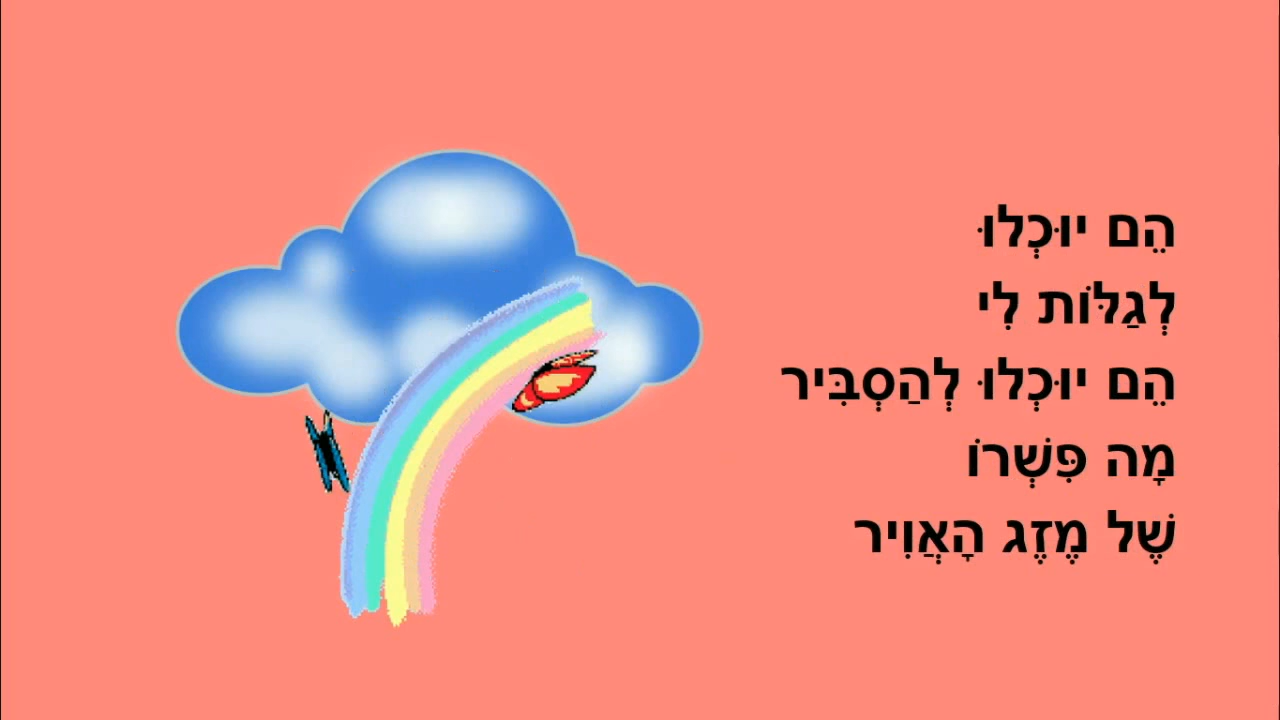 הֵם יוּכְלוּ
לְגַלּוֹת לִי
הֵם יוּכְלוּ לְהַסְבִּיר
מָה פִּשְׁרוֹ
שֶׁל מֶזֶג הָאֲוִיר